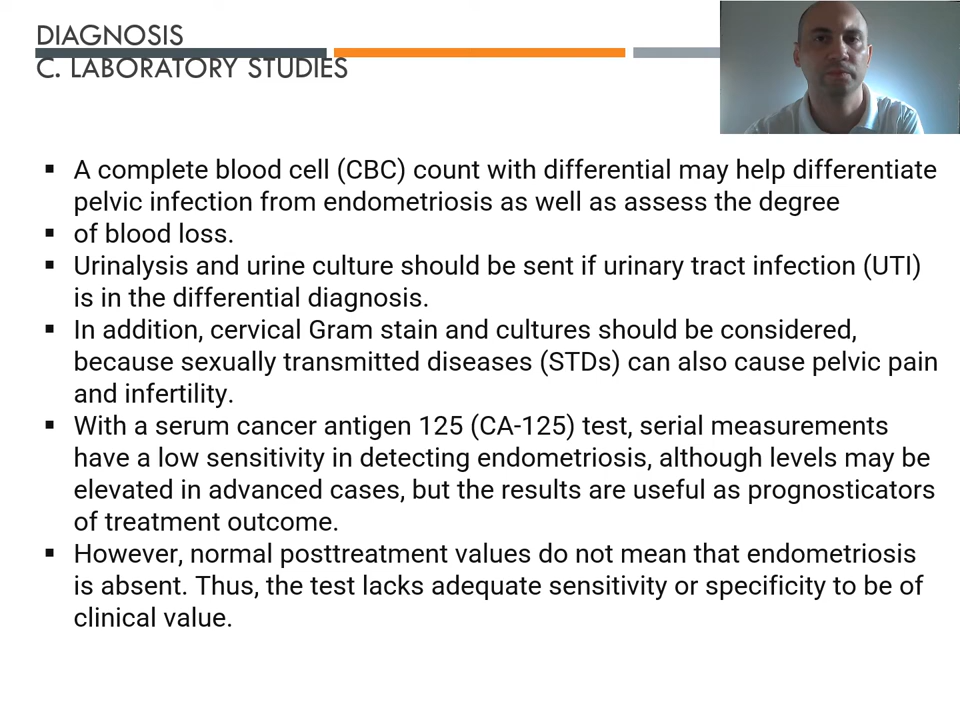 DIAGNOSIS
C. LABORATORY STUDIES
▪ A complete blood cell (CBC) count with differential may help differentiate
pelvic infection from endometriosis as well as assess the degree
▪ of blood loss.
▪ Urinalysis and urine culture should be sent if urinary tract infection (UTI)
is in the differential diagnosis.
▪ In addition, cervical Gram stain and cultures should be considered,
because sexually transmitted diseases (STDs) can also cause pelvic pain
and infertility.
▪ With a serum cancer antigen 125 (CA-125) test, serial measurements
have a low sensitivity in detecting endometriosis, although levels may be
elevated in advanced cases, but the results are useful as prognosticators
of treatment outcome.
▪ However, normal posttreatment values do not mean that endometriosis
is absent. Thus, the test lacks adequate sensitivity or specificity to be of
clinical value.